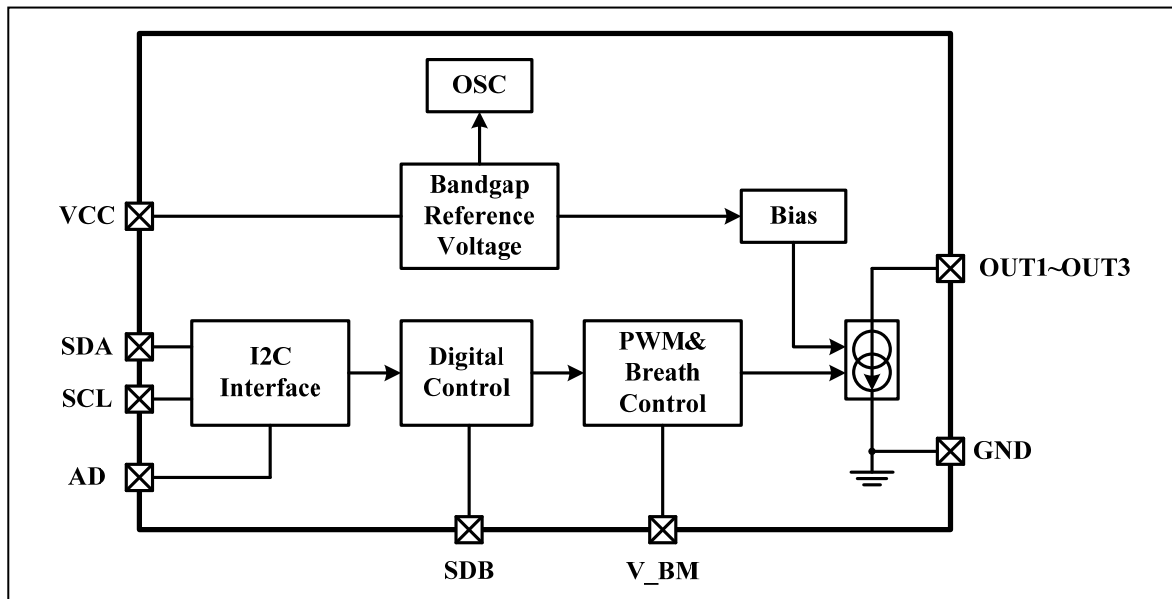 OSC
VCC
Bandgap
Reference
Voltage
Bias
OUT1~OUT3
SDA
SCL
I2C
Interface
Digital
Control
PWM&
Breath
Control
AD
GND
SDB
V_BM